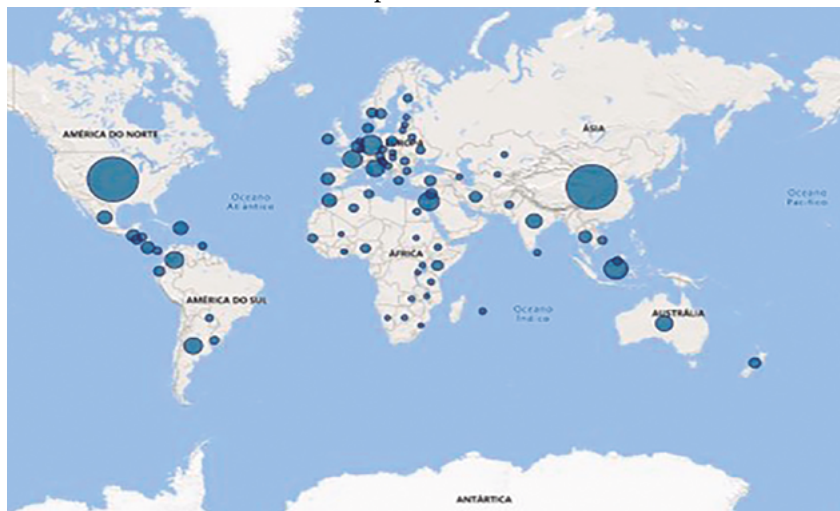 AMÉRICA DO NORTE
ÁSIA
Oceano
Atlântico
Oceano
Pacífico
ÁFRICA
AMÉRICA DO SUL
Oceano
Índico
AUSTRÁLIA
ANTÁRTICA